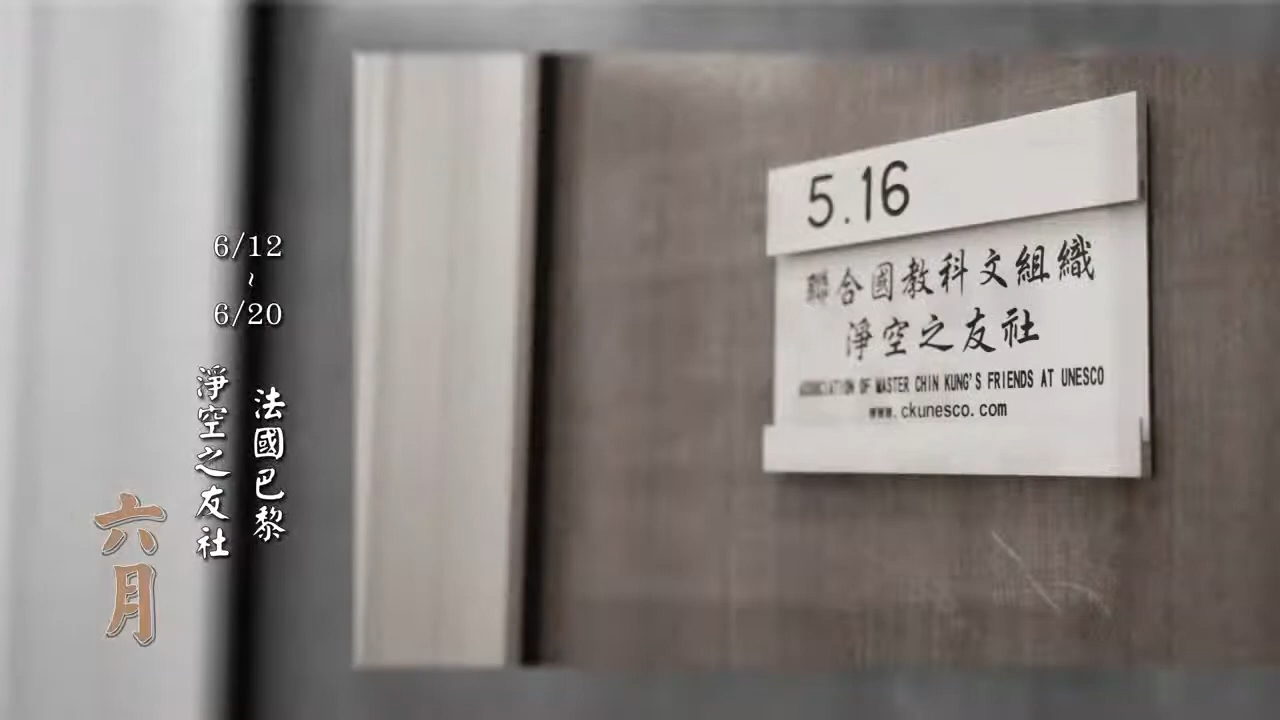 6/12
~
6/20
法國巴黎
淨空之友社
六月
5.16
聯合國教科文組織
淨空之友社
ASSOCIATION OF MASTER CHIN KUNG'S FRIENDS AT UNESCO
www.ckunesco.com